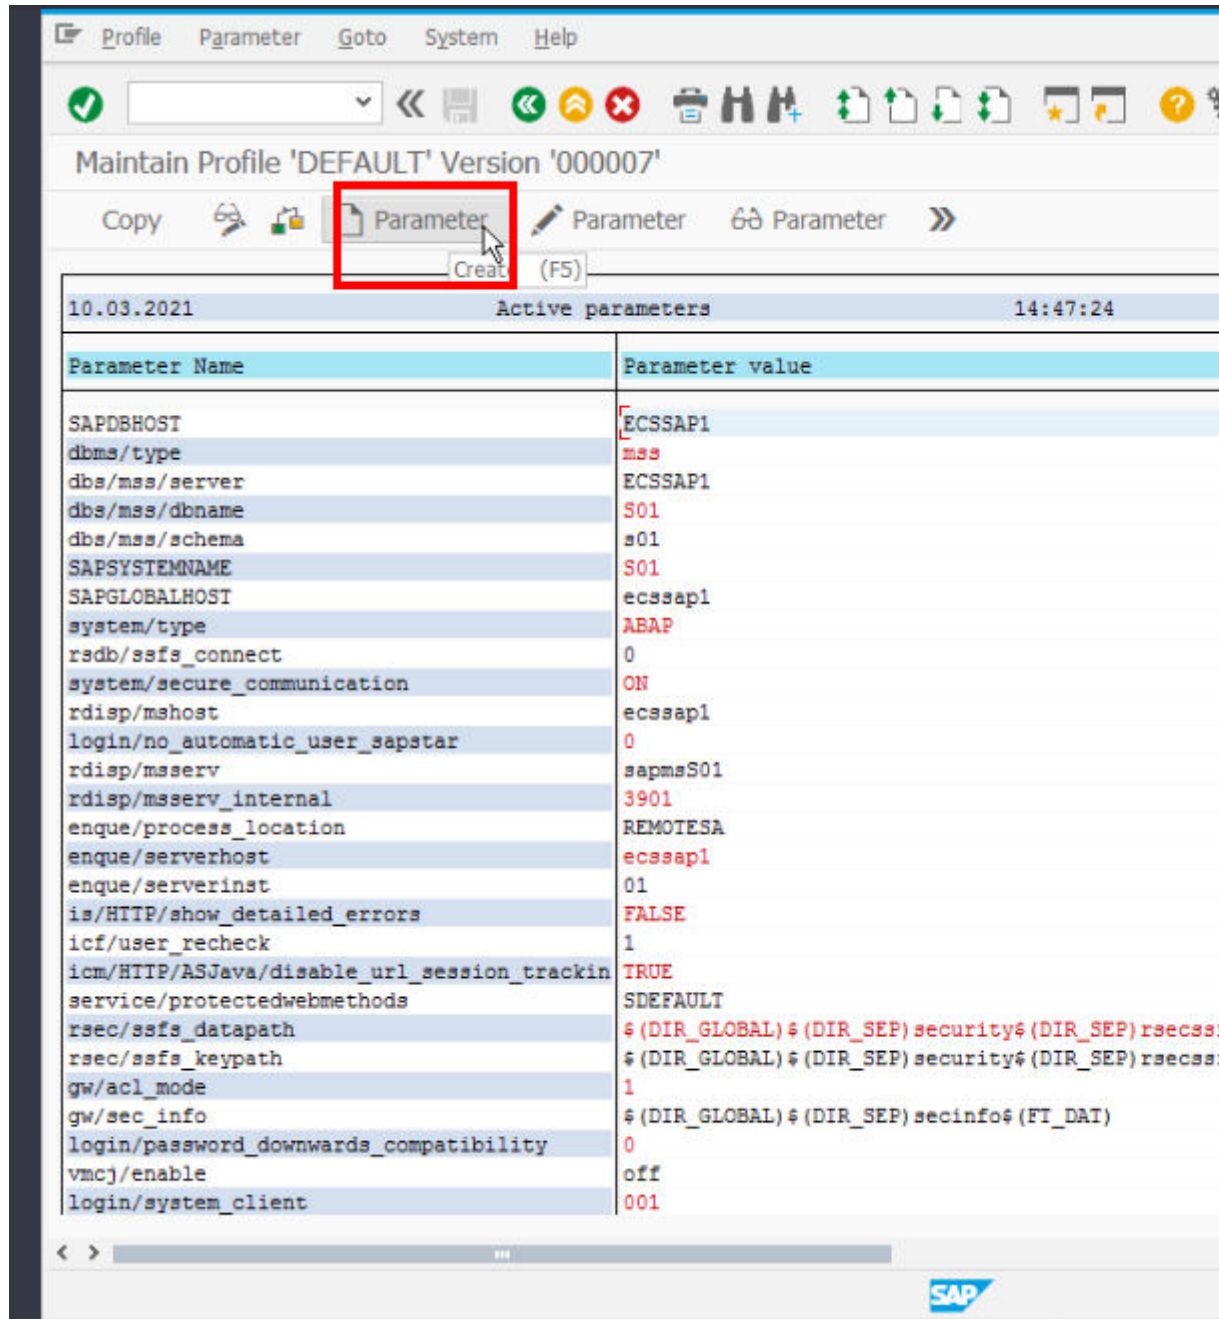 Profile Parameter Goto System Help
Maintain Profile 'DEFAULT' Version '000007'
Copy Parameter Parameter Parameter
Create (F5)
10.03.2021 Active parameters 14:47:24
Parameter Name Parameter value
SAPDBHOST ECSSAP1
dbms/type mss
dbs/mss/server ECSSAP1
dbs/mss/dbname S01
dbs/mss/schema s01
SAPSYSTEMNAME S01
SAPGLOBALHOST ecssap1
system/type ABAP
rsdb/ssfs_connect 0
system/secure_communication ON
rdisp/mshost ecssap1
login/no_automatic_user_sapstar 0
rdisp/msserv sapmsS01
rdisp/msserv_internal 3901
enque/process_location REMOTESA
enque/serverhost ecssap1
enque/serverinst 01
is/HTTP/show_detailed_errors FALSE
icf/user_recheck 1
icm/HTTP/ASJava/disable_url_session_trackin TRUE
service/protectedwebmethods SDEFAULT
rsec/ssfs_datapath $(DIR_GLOBAL)$(DIR_SEP)security$(DIR_SEP)rsecss
rsec/ssfs_keypath $(DIR_GLOBAL)$(DIR_SEP)security$(DIR_SEP)rsecss
gw/acl_mode 1
gw/sec_info $(DIR_GLOBAL)$(DIR_SEP)secinfo$(FT_DAT)
login/password_downwards_compatibility 0
vmcj/enable off
login/system_client 001
SAP